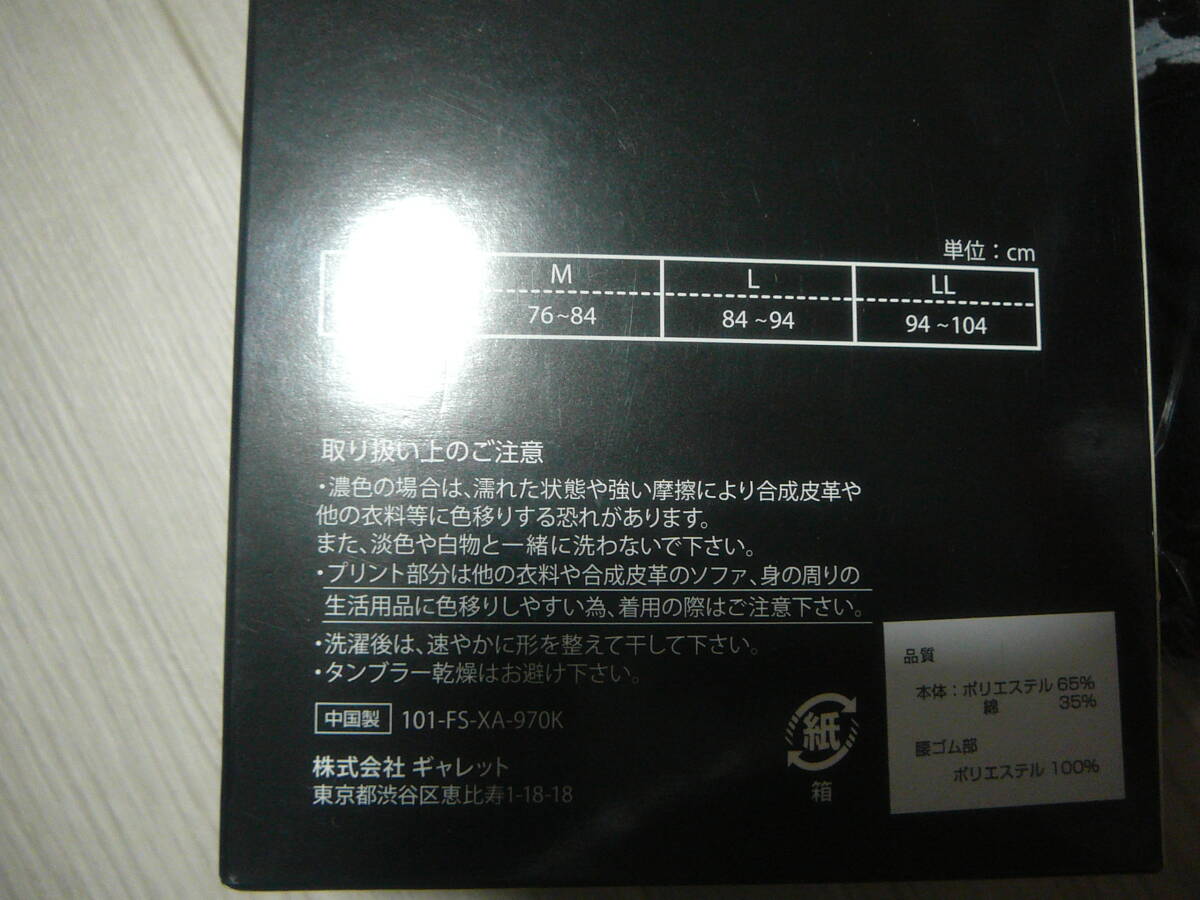 単位：cm
M L LL
76~84 84~94 94~104
取り扱い上のご注意
・濃色の場合は、濡れた状態や強い摩擦により合成皮革や
他の衣料等に色移りする恐れがあります。
また、淡色や白物と一緒に洗わないで下さい。
・プリント部分は他の衣料や合成皮革のソファ、身の周りの
生活用品に色移りしやすい為、着用の際はご注意下さい。
・洗濯後は、速やかに形を整えて干して下さい。
・タンブラー乾燥はお避け下さい。
中国製 101-FS-XA-970K
株式会社 ギャレット
東京都渋谷区恵比寿1-18-18
紙
箱
品質
本体：ポリエステル 65%
綿 35%
腰ゴム部
ポリエステル 100%